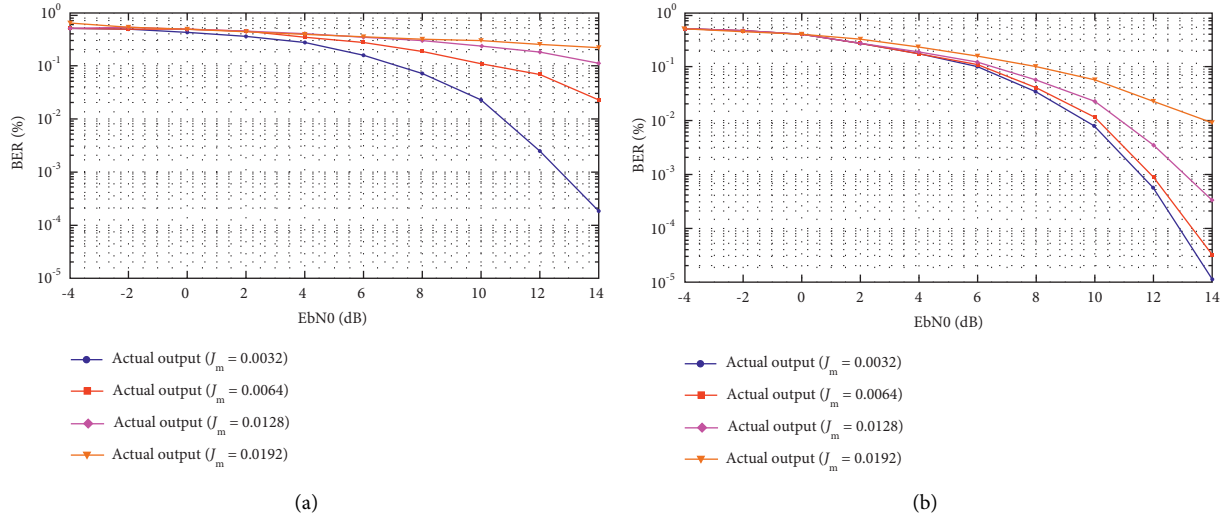 10^0
10^-1
10^-2
10^-3
10^-4
10^-5
BER (%)
-4 -2 0 2 4 6 8 10 12 14
EbN0 (dB)
Actual output (J_m = 0.0032)
Actual output (J_m = 0.0064)
Actual output (J_m = 0.0128)
Actual output (J_m = 0.0192)
(a)
10^0
10^-1
10^-2
10^-3
10^-4
10^-5
BER (%)
-4 -2 0 2 4 6 8 10 12 14
EbN0 (dB)
Actual output (J_m = 0.0032)
Actual output (J_m = 0.0064)
Actual output (J_m = 0.0128)
Actual output (J_m = 0.0192)
(b)